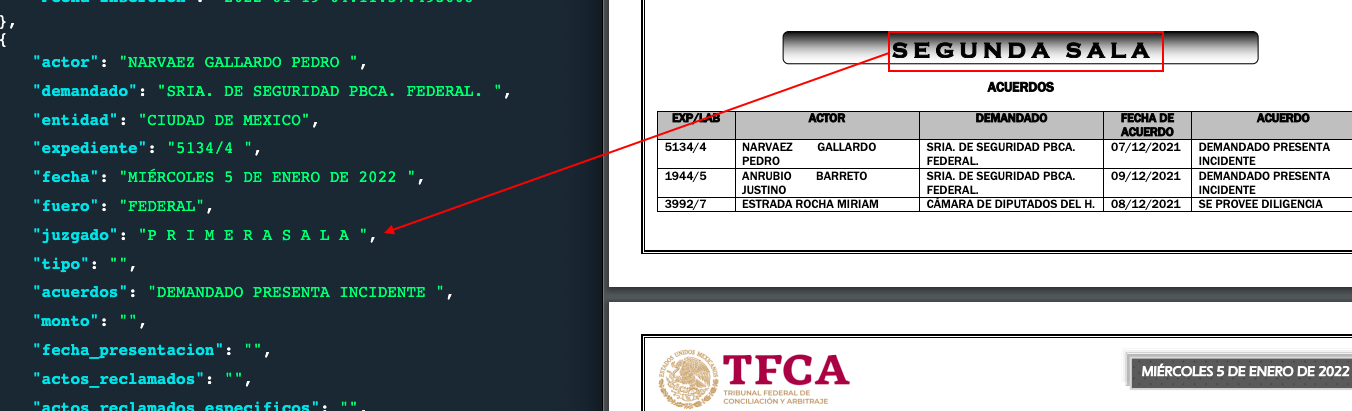 },
{
"actor": "NARVAEZ GALLARDO PEDRO ",
"demandado": "SRIA. DE SEGURIDAD PBCA. FEDERAL. ",
"entidad": "CIUDAD DE MEXICO",
"expediente": "5134/4 ",
"fecha": "MIÉRCOLES 5 DE ENERO DE 2022 ",
"fuero": "FEDERAL",
"juzgado": "P R I M E R A S A L A ",
"tipo": "",
"acuerdos": "DEMANDADO PRESENTA INCIDENTE ",
"monto": "",
"fecha_presentacion": "",
"actos_reclamados": "",
"actos_reclamados_especificos": "",
SEGUNDA SALA
ACUERDOS
EXP/LAB ACTOR DEMANDADO FECHA DE ACUERDO ACUERDO
5134/4 NARVAEZ GALLARDO PEDRO SRIA. DE SEGURIDAD PBCA. FEDERAL. 07/12/2021 DEMANDADO PRESENTA INCIDENTE
1944/5 ANRUBIO BARRETO JUSTINO SRIA. DE SEGURIDAD PBCA. FEDERAL. 09/12/2021 DEMANDADO PRESENTA INCIDENTE
3992/7 ESTRADA ROCHA MIRIAM CÁMARA DE DIPUTADOS DEL H. 08/12/2021 SE PROVEE DILIGENCIA
ESTADOS UNIDOS MEXICANOS
TFCA
TRIBUNAL FEDERAL DE
CONCILIACIÓN Y ARBITRAJE
MIÉRCOLES 5 DE ENERO DE 2022